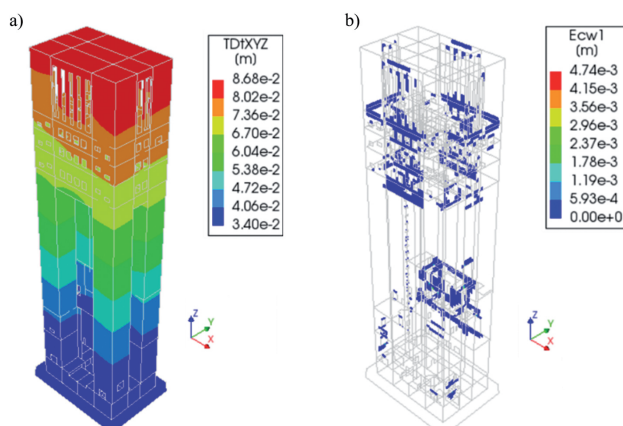 a)
TDtXYZ
(m)
8.68e-2
8.02e-2
7.36e-2
6.70e-2
6.04e-2
5.38e-2
4.72e-2
4.06e-2
3.40e-2
Z
Y
X
b)
Ecw1
(m)
4.74e-3
4.15e-3
3.56e-3
2.96e-3
2.37e-3
1.78e-3
1.19e-3
5.93e-4
0.00e+0
Z
Y
X